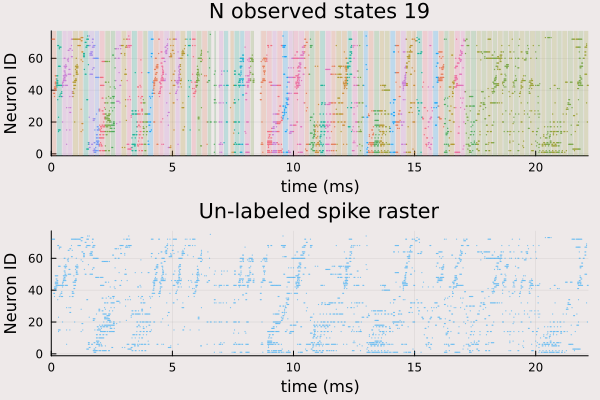 N observed states 19
Neuron ID
60
40
20
0
0 5 10 15 20
time (ms)
Un-labeled spike raster
Neuron ID
60
40
20
0
0 5 10 15 20
time (ms)